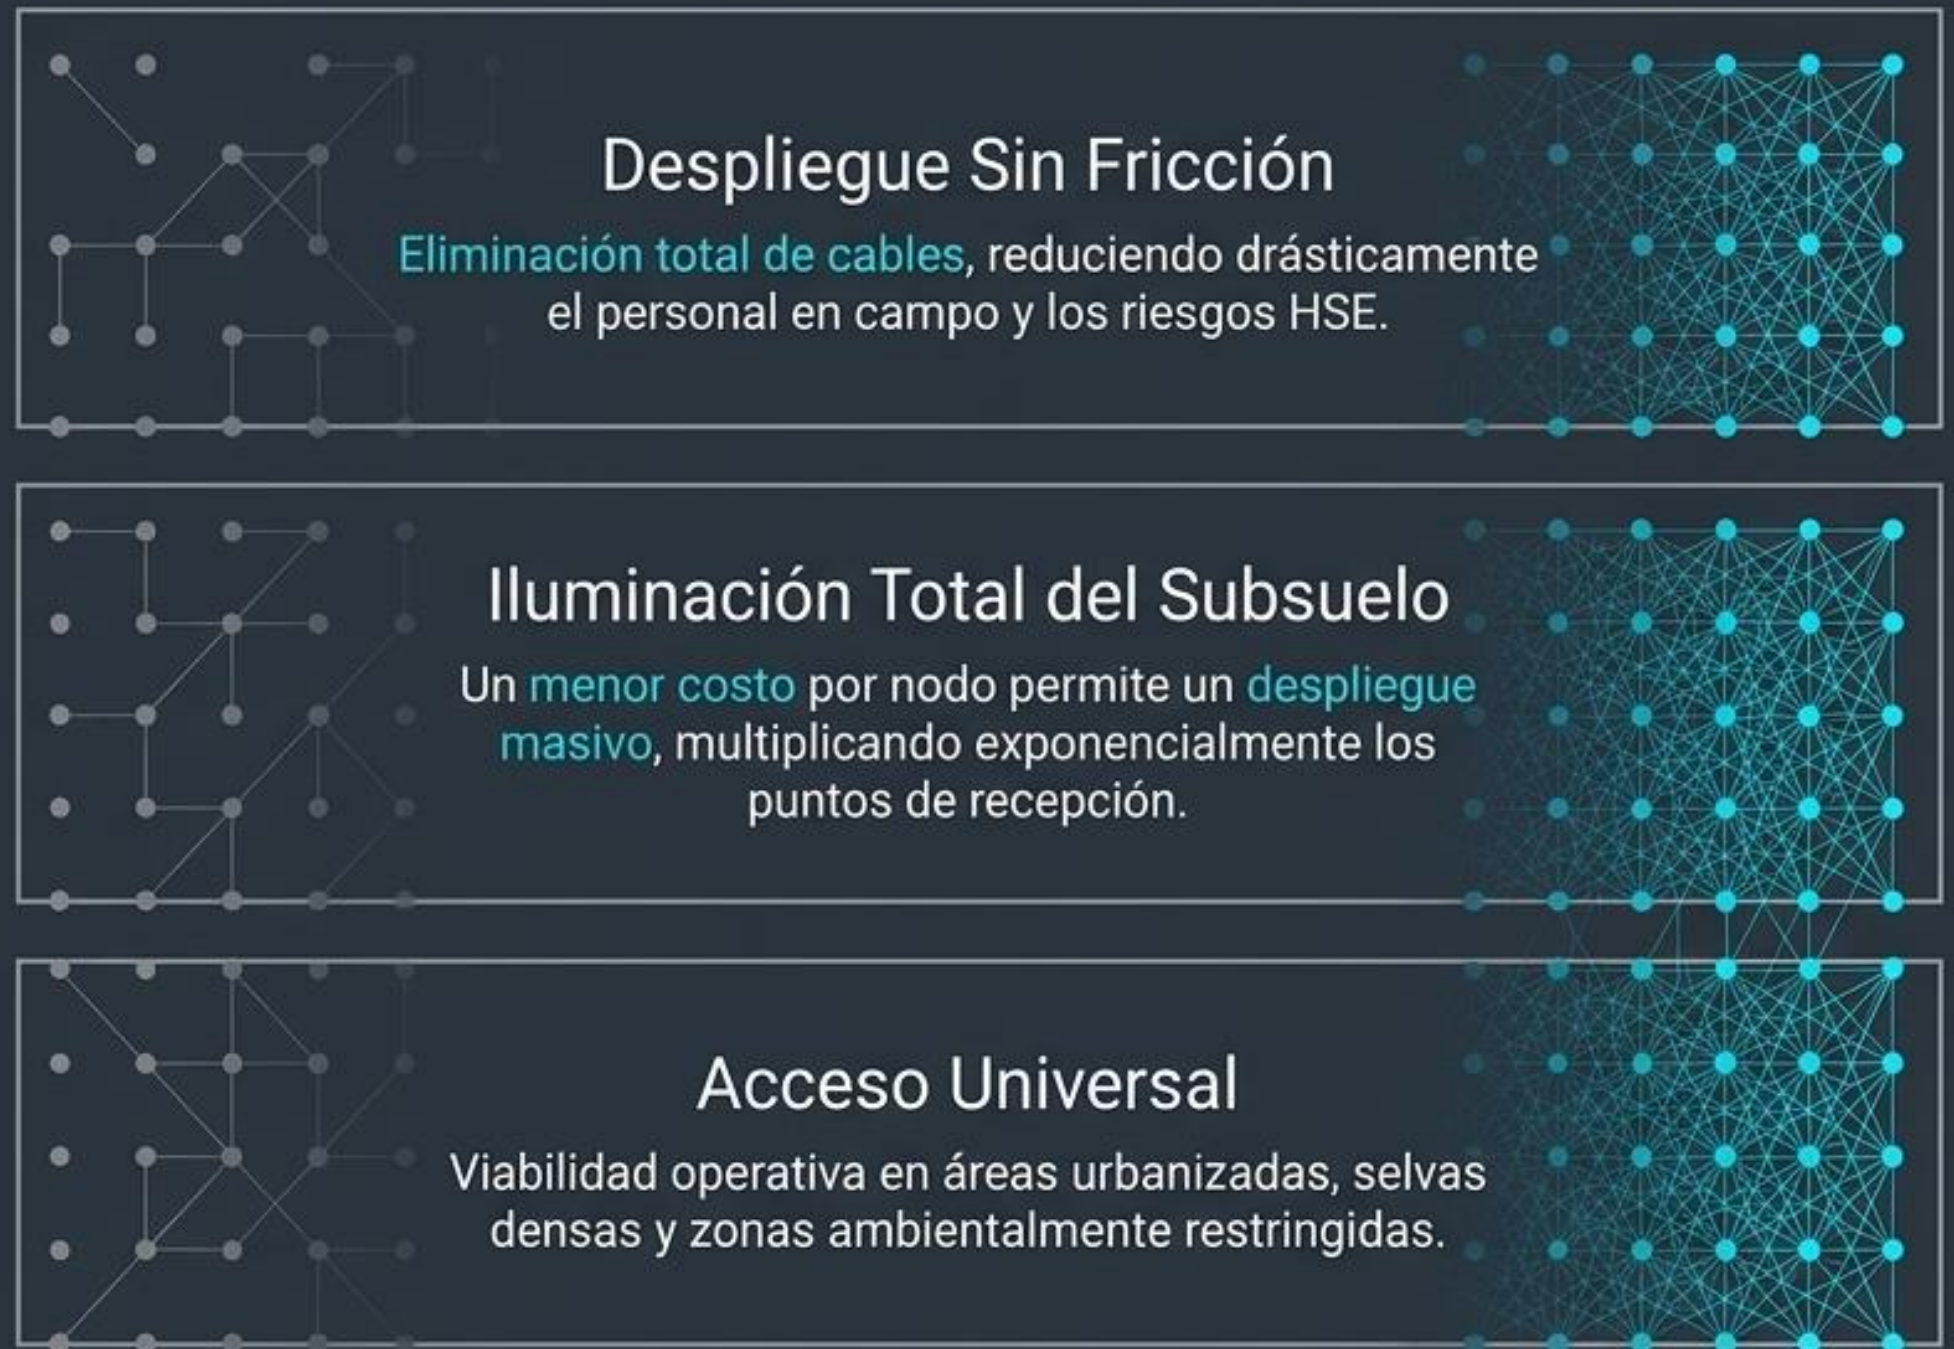 Despliegue Sin Fricción
Eliminación total de cables, reduciendo drásticamente
el personal en campo y los riesgos HSE.
Iluminación Total del Subsuelo
Un menor costo por nodo permite un despliegue
masivo, multiplicando exponencialmente los
puntos de recepción.
Acceso Universal
Viabilidad operativa en áreas urbanizadas, selvas
densas y zonas ambientalmente restringidas.